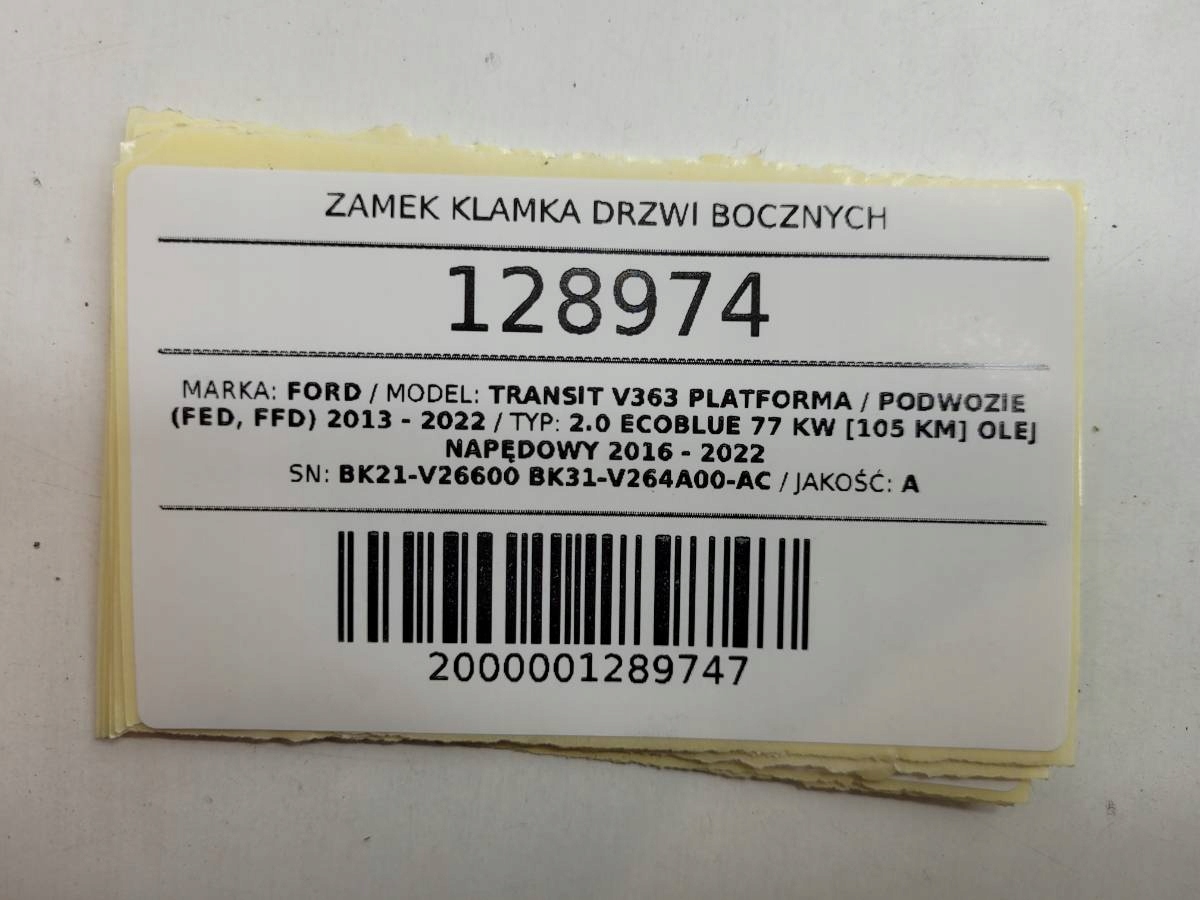 ZAMEK KLAMKA DRZWI BOCZNYCH
128974
MARKA: FORD / MODEL: TRANSIT V363 PLATFORMA / PODWOZIE
(FED, FFD) 2013 - 2022 / TYP: 2.0 ECOBLUE 77 KW [105 KM] OLEJ
NAPĘDOWY 2016 - 2022
SN: BK21-V26600 BK31-V264A00-AC / JAKOŚĆ: A
2000001289747